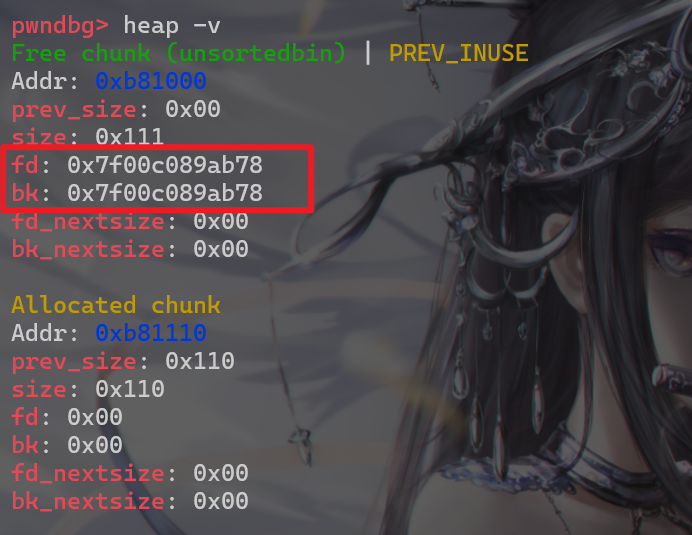 pwndbg> heap -v
Free chunk (unsortedbin) | PREV_INUSE
Addr: 0xb81000
prev_size: 0x00
size: 0x111
fd: 0x7f00c089ab78
bk: 0x7f00c089ab78
fd_nextsize: 0x00
bk_nextsize: 0x00
Allocated chunk
Addr: 0xb81110
prev_size: 0x110
size: 0x110
fd: 0x00
bk: 0x00
fd_nextsize: 0x00
bk_nextsize: 0x00